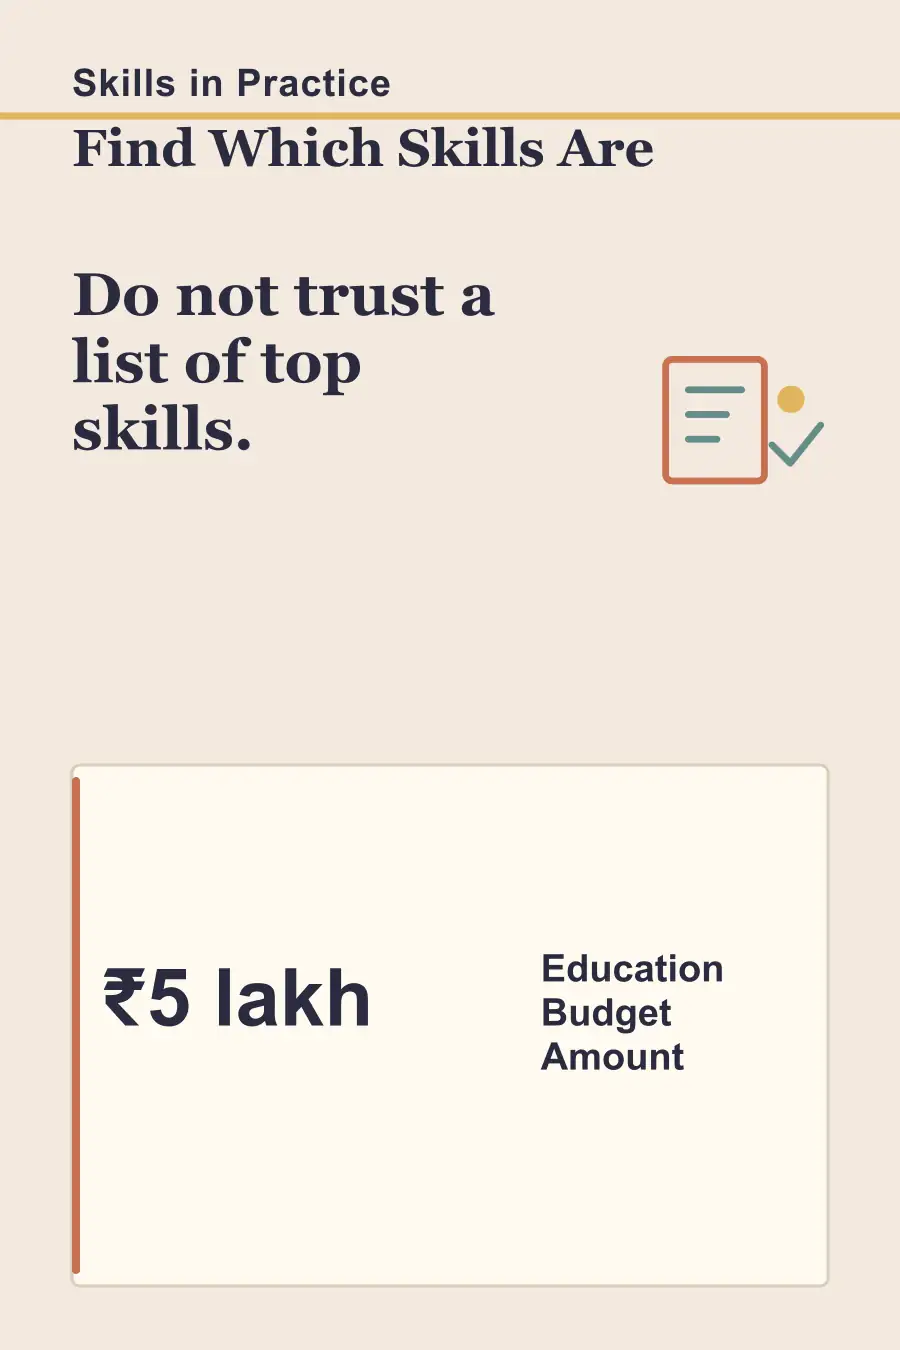 Skills in Practice
Find Which Skills Are
Do not trust a
list of top
skills.
₹5 lakh
Education
Budget
Amount